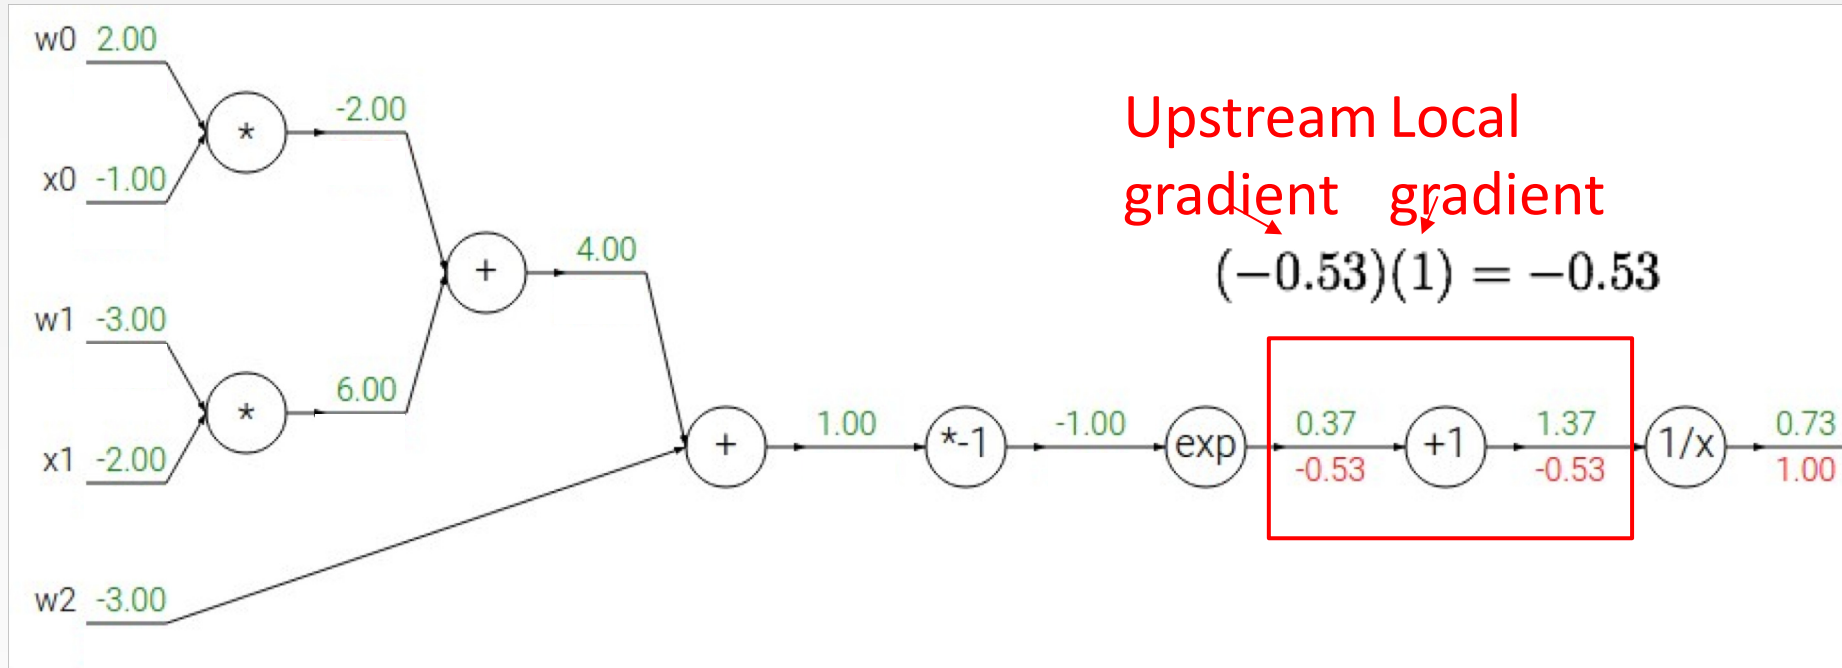 w0 2.00
-2.00
*
x0 -1.00
Upstream Local
gradient gradient
(−0.53)(1) = −0.53
4.00
+
w1 -3.00
6.00
*
x1 -2.00
+
1.00
*-1
-1.00
exp
0.37
-0.53
+1
1.37
-0.53
1/x
0.73
1.00
w2 -3.00